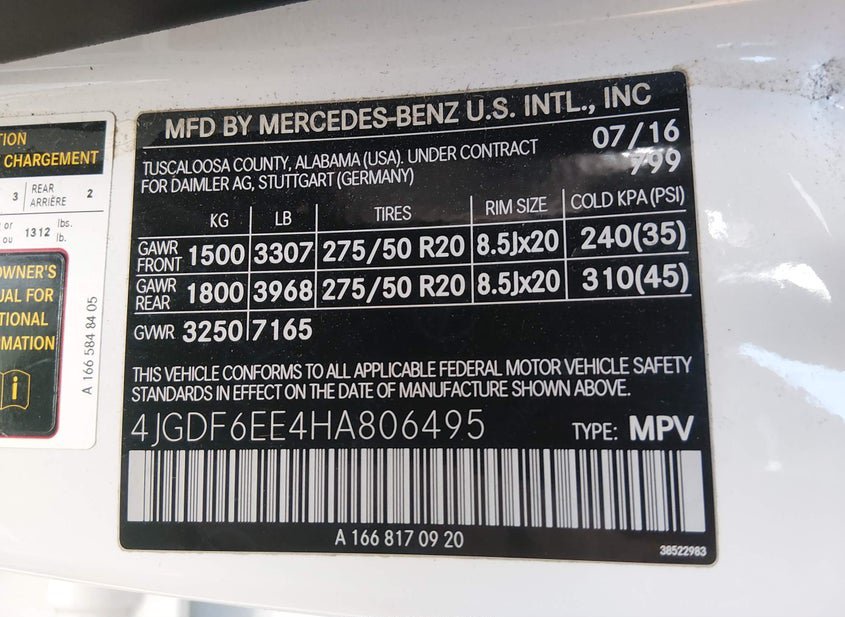 TION
CHARGEMENT
3 REAR ARRIÈRE 2
or ou 1312 lbs. lb.
OWNER'S
UAL FOR
TIONAL
RMATION
i
A 166 584 84 05
MFD BY MERCEDES-BENZ U.S. INTL., INC
TUSCALOOSA COUNTY, ALABAMA (USA). UNDER CONTRACT
FOR DAIMLER AG, STUTTGART (GERMANY)
07/16
799
KG LB TIRES RIM SIZE COLD KPA (PSI)
GAWR FRONT 1500 3307 275/50 R20 8.5Jx20 240(35)
GAWR REAR 1800 3968 275/50 R20 8.5Jx20 310(45)
GVWR 3250 7165
THIS VEHICLE CONFORMS TO ALL APPLICABLE FEDERAL MOTOR VEHICLE SAFETY
STANDARDS IN EFFECT ON THE DATE OF MANUFACTURE SHOWN ABOVE.
4JGDF6EE4HA806495 TYPE: MPV
A 166 817 09 20
38522983